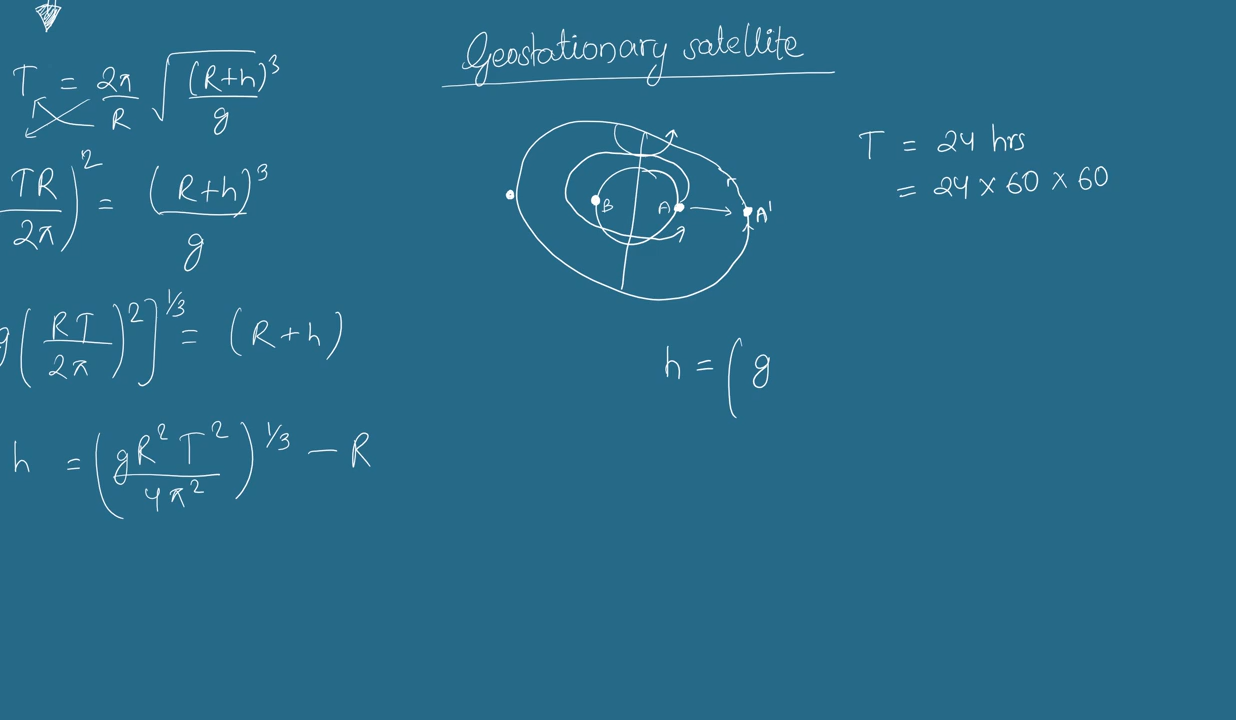 Geostationary satellite
T = 2π/R √((R+h)³/g)
TR/2π)² = (R+h)³/g
g(RT/2π)²]^1/3 = (R+h)
h = (gR²T²/4π²)^1/3 − R
B A A'
T = 24 hrs
= 24 × 60 × 60
h = (g